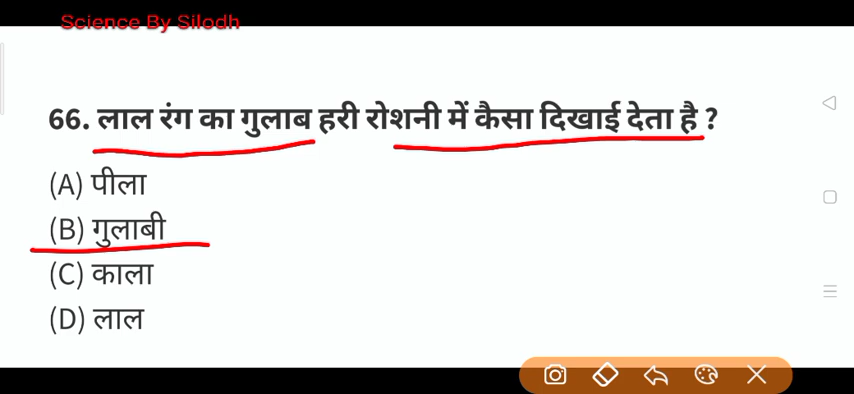 Science By Silodh
66. लाल रंग का गुलाब हरी रोशनी में कैसा दिखाई देता है ?
(A) पीला
(B) गुलाबी
(C) काला
(D) लाल